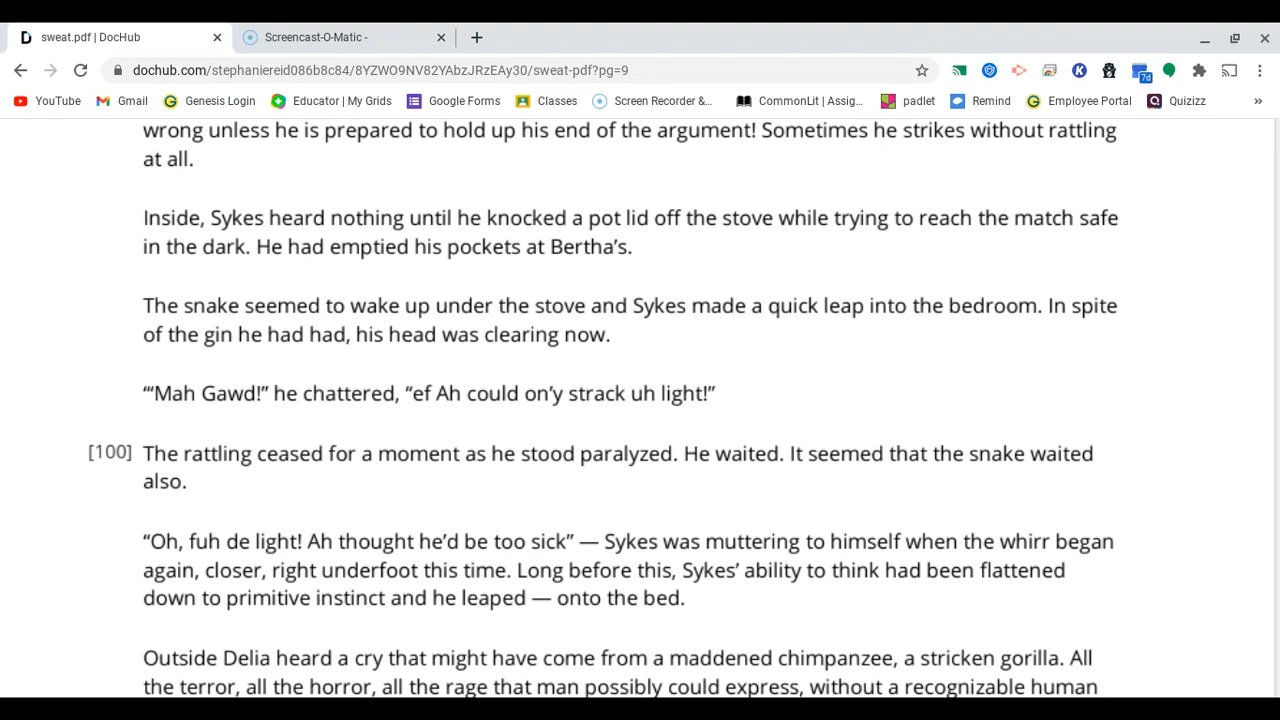 sweat.pdf | DocHub
Screencast-O-Matic -
dochub.com/stephaniereid086b8c84/8YZWO9NV82YAbzJRzEAy30/sweat-pdf?pg=9
7d
YouTube Gmail Genesis Login Educator | My Grids Google Forms Classes Screen Recorder &... CommonLit | Assig... padlet Remind Employee Portal Quizizz »
wrong unless he is prepared to hold up his end of the argument! Sometimes he strikes without rattling
at all.
Inside, Sykes heard nothing until he knocked a pot lid off the stove while trying to reach the match safe
in the dark. He had emptied his pockets at Bertha’s.
The snake seemed to wake up under the stove and Sykes made a quick leap into the bedroom. In spite
of the gin he had had, his head was clearing now.
“‘Mah Gawd!” he chattered, “ef Ah could on’y strack uh light!”
[100] The rattling ceased for a moment as he stood paralyzed. He waited. It seemed that the snake waited
also.
“Oh, fuh de light! Ah thought he’d be too sick” — Sykes was muttering to himself when the whirr began
again, closer, right underfoot this time. Long before this, Sykes’ ability to think had been flattened
down to primitive instinct and he leaped — onto the bed.
Outside Delia heard a cry that might have come from a maddened chimpanzee, a stricken gorilla. All
the terror, all the horror, all the rage that man possibly could express, without a recognizable human